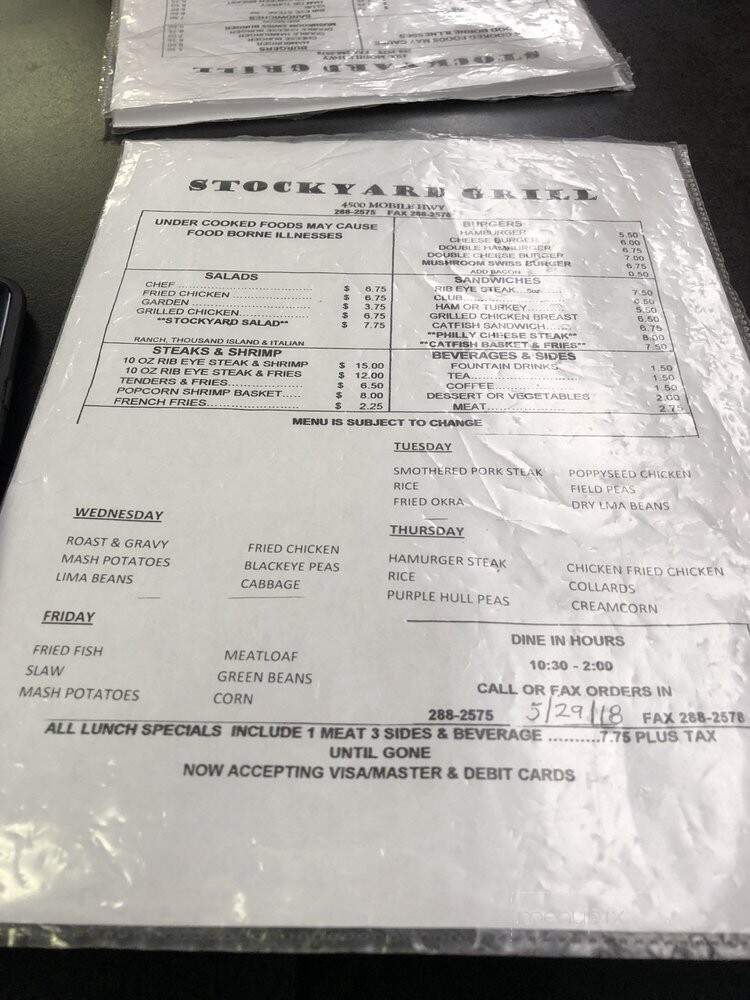 STOCKYARD GRILL
4500 MOBILE HWY
288-2575 FAX 288-2578
UNDER COOKED FOODS MAY CAUSE
FOOD BORNE ILLNESSES
SALADS
CHEF ........................ $ 6.75
FRIED CHICKEN ........................ $ 6.75
GARDEN ........................ $ 3.75
GRILLED CHICKEN ........................ $ 6.75
**STOCKYARD SALAD** $ 7.75
RANCH, THOUSAND ISLAND & ITALIAN
STEAKS & SHRIMP
10 OZ RIB EYE STEAK & SHRIMP $ 15.00
10 OZ RIB EYE STEAK & FRIES $ 12.00
TENDERS & FRIES........................ $ 6.50
POPCORN SHRIMP BASKET..... $ 8.00
FRENCH FRIES........................ $ 2.25
BURGERS
HAMBURGER 5.50
CHEESE BURGER 6.00
DOUBLE HAMBURGER 6.75
DOUBLE CHEESE BURGER 7.00
MUSHROOM SWISS BURGER 6.75
ADD BACON 0.50
SANDWICHES
RIB EYE STEAK... 5oz 7.50
CLUB 6.50
HAM OR TURKEY 5.50
GRILLED CHICKEN BREAST 6.50
CATFISH SANDWICH..... 6.75
**PHILLY CHEESE STEAK** 8.00
**CATFISH BASKET & FRIES** 7.50
BEVERAGES & SIDES
FOUNTAIN DRINKS 1.50
TEA........................ 1.50
COFFEE........................ 1.50
DESSERT OR VEGETABLES 2.00
MEAT........................ 2.75
MENU IS SUBJECT TO CHANGE
TUESDAY
SMOTHERED PORK STEAK POPPYSEED CHICKEN
RICE FIELD PEAS
FRIED OKRA DRY LMA BEANS
WEDNESDAY
ROAST & GRAVY FRIED CHICKEN
MASH POTATOES BLACKEYE PEAS
LIMA BEANS CABBAGE
THURSDAY
HAMURGER STEAK CHICKEN FRIED CHICKEN
RICE COLLARDS
PURPLE HULL PEAS CREAMCORN
FRIDAY
FRIED FISH MEATLOAF
SLAW GREEN BEANS
MASH POTATOES CORN
DINE IN HOURS
10:30 - 2:00
CALL OR FAX ORDERS IN
288-2575 5/29/18 FAX 288-2578
ALL LUNCH SPECIALS INCLUDE 1 MEAT 3 SIDES & BEVERAGE ..........7.75 PLUS TAX
UNTIL GONE
NOW ACCEPTING VISA/MASTER & DEBIT CARDS